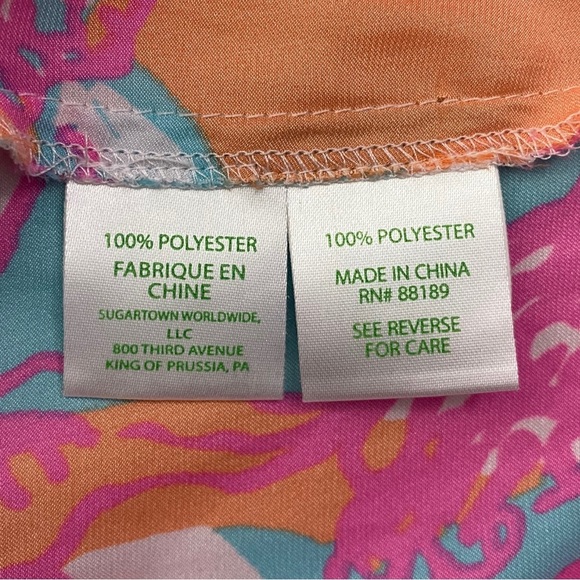 100% POLYESTER
FABRIQUE EN
CHINE
SUGARTOWN WORLDWIDE,
LLC
800 THIRD AVENUE
KING OF PRUSSIA, PA
100% POLYESTER
MADE IN CHINA
RN# 88189
SEE REVERSE
FOR CARE